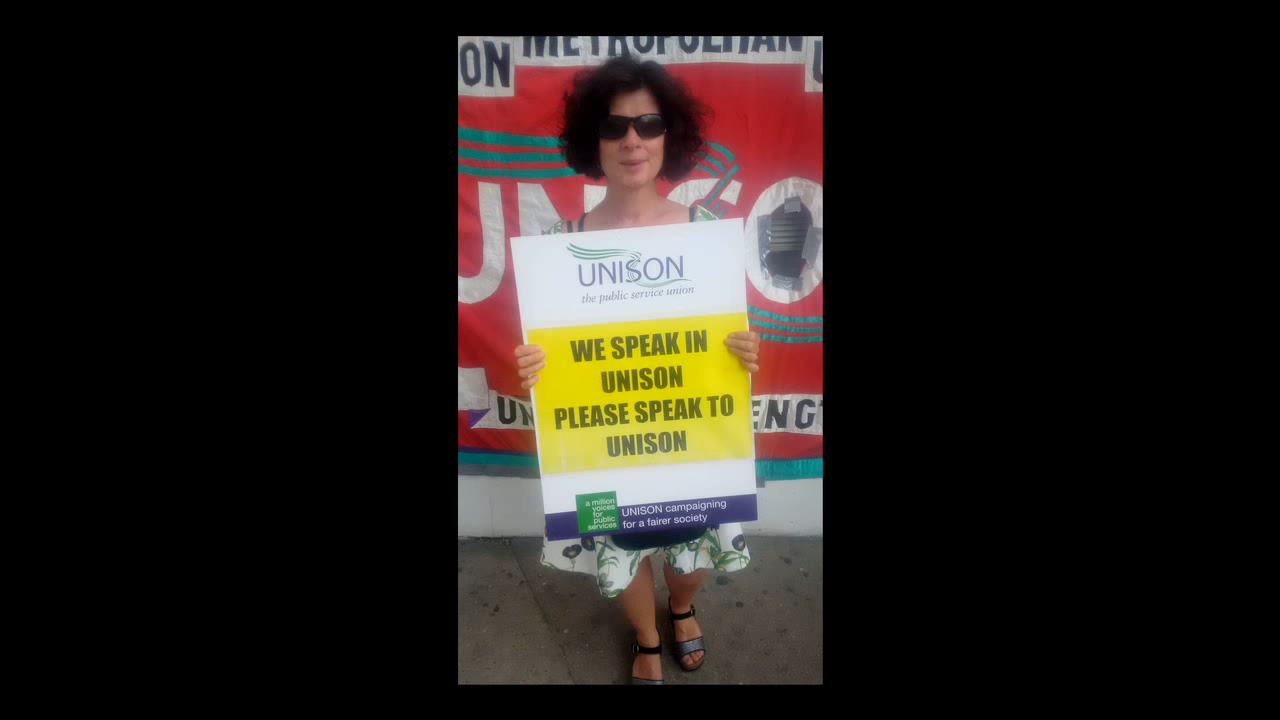 ON METROPOLITAN
UNISON
the public service union
WE SPEAK IN
UNISON
PLEASE SPEAK TO
UNISON
a million
voices
for
public
services
UNISON campaigning
for a fairer society